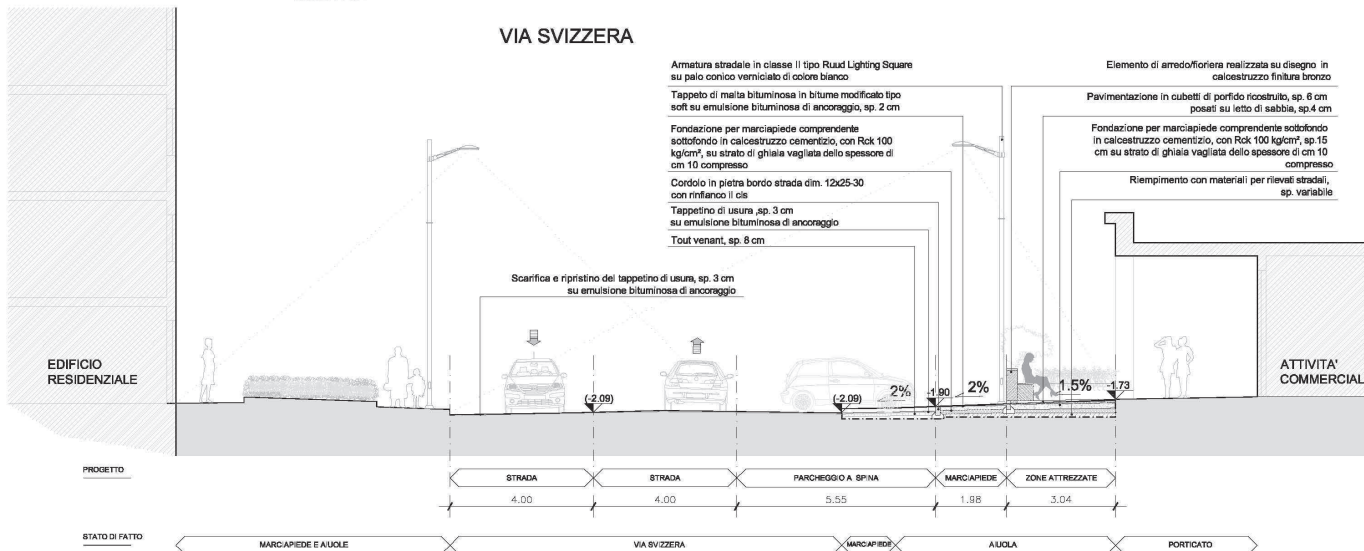 VIA SVIZZERA
Armatura stradale in classe II tipo Ruud Lighting Square
su palo conico verniciato di colore bianco
Tappeto di malta bituminosa in bitume modificato tipo
soft su emulsione bituminosa di ancoraggio, sp. 2 cm
Fondazione per marciapiede comprendente
sottofondo in calcestruzzo cementizio, con Rck 100
kg/cm², su strato di ghiaia vagliata dello spessore di
cm 10 compresso
Cordolo in pietra bordo strada dim. 12x25-30
con rinfianco il cls
Tappetino di usura ,sp. 3 cm
su emulsione bituminosa di ancoraggio
Tout venant, sp. 8 cm
Scarifica e ripristino del tappetino di usura, sp. 3 cm
su emulsione bituminosa di ancoraggio
Elemento di arredo/fioriera realizzata su disegno in
calcestruzzo finitura bronzo
Pavimentazione in cubetti di porfido ricostruito, sp. 6 cm
posati su letto di sabbia, sp.4 cm
Fondazione per marciapiede comprendente sottofondo
in calcestruzzo cementizio, con Rck 100 kg/cm², sp.15
cm su strato di ghiaia vagliata dello spessore di cm 10
compresso
Riempimento con materiali per rilevati stradali,
sp. variabile
EDIFICIO
RESIDENZIALE
ATTIVITA'
COMMERCIAL
(-2.09)
(-2.09)
2%
-1.90
2%
1.5%
-1.73
PROGETTO
STRADA
STRADA
PARCHEGGIO A SPINA
MARCIAPIEDE
ZONE ATTREZZATE
4.00
4.00
5.55
1.98
3.04
STATO DI FATTO
MARCIAPIEDE E AIUOLE
VIA SVIZZERA
MARCIAPIEDE
AIUOLA
PORTICATO